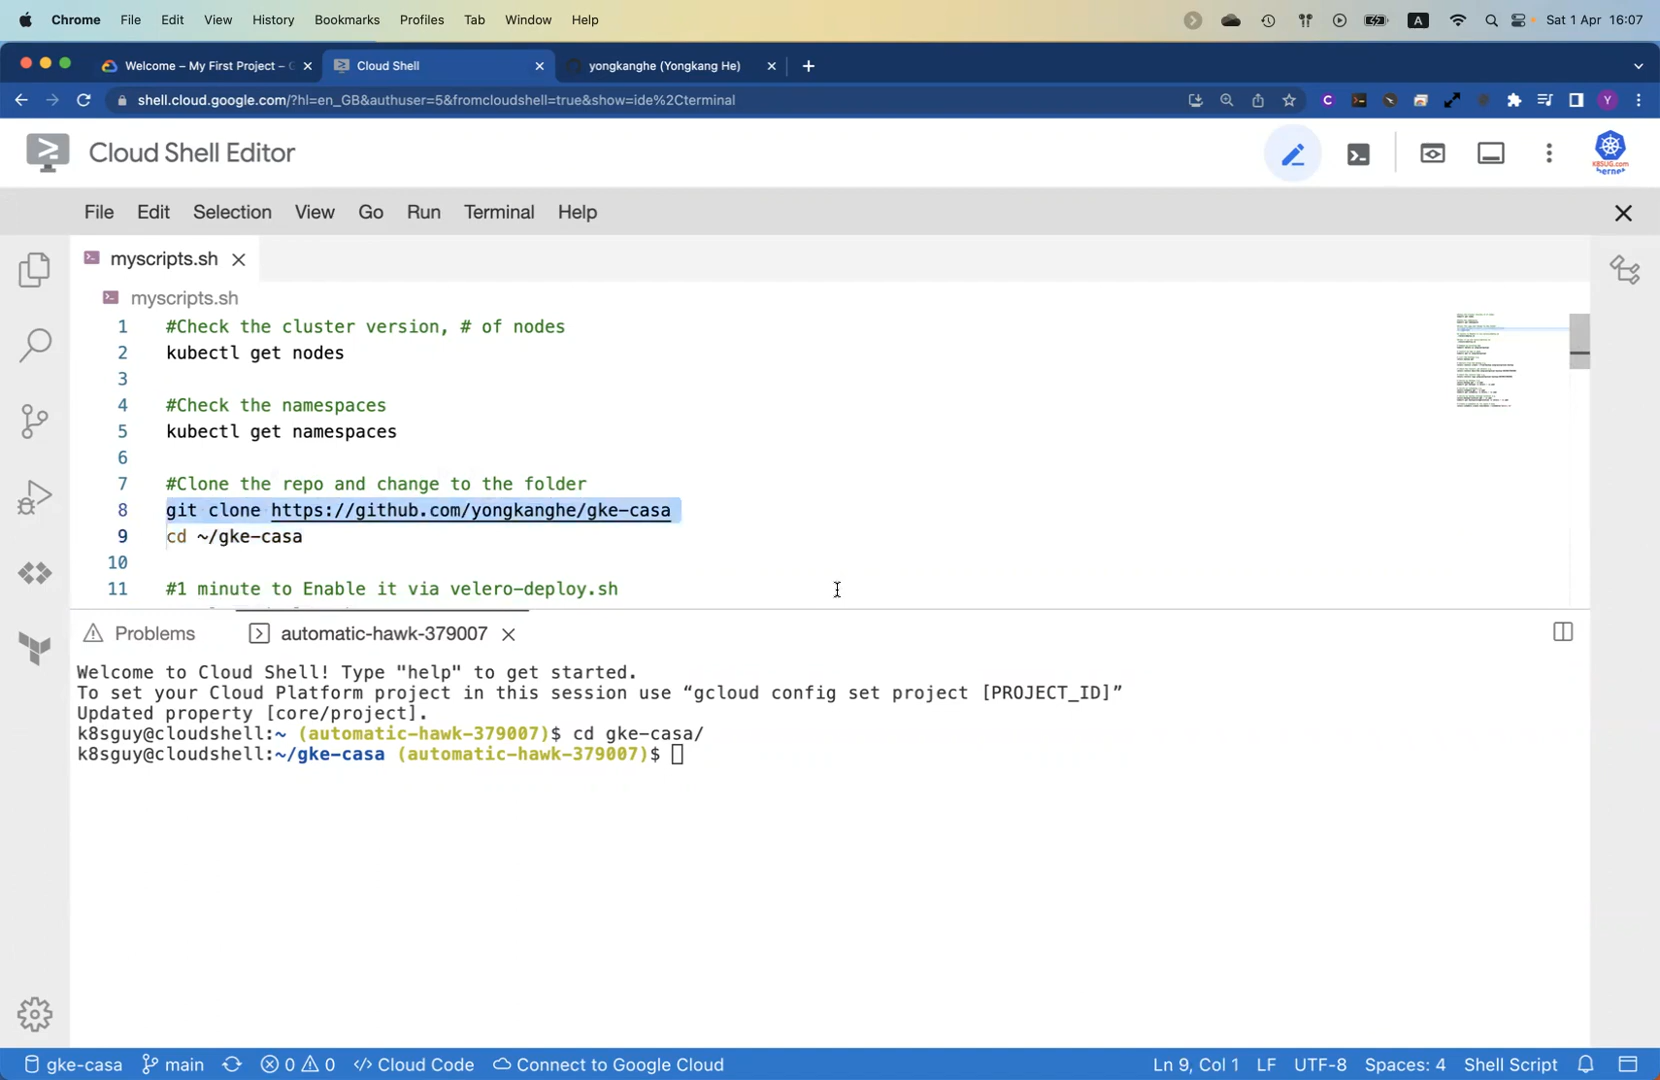 Chrome File Edit View History Bookmarks Profiles Tab Window Help A Sat 1 Apr 16:07
Welcome – My First Project – Cloud Shell yongkanghe (Yongkang He)
shell.cloud.google.com/?hl=en_GB&authuser=5&fromcloudshell=true&show=ide%2Cterminal C Y
Cloud Shell Editor
K8SUG.com
File Edit Selection View Go Run Terminal Help
myscripts.sh
myscripts.sh
1 #Check the cluster version, # of nodes
2 kubectl get nodes
3
4 #Check the namespaces
5 kubectl get namespaces
6
7 #Clone the repo and change to the folder
8 git clone https://github.com/yongkanghe/gke-casa
9 cd ~/gke-casa
10
11 #1 minute to Enable it via velero-deploy.sh
Problems automatic-hawk-379007
Welcome to Cloud Shell! Type "help" to get started.
To set your Cloud Platform project in this session use “gcloud config set project [PROJECT_ID]”
Updated property [core/project].
k8sguy@cloudshell:~ (automatic-hawk-379007)$ cd gke-casa/
k8sguy@cloudshell:~/gke-casa (automatic-hawk-379007)$
gke-casa main 0 0 Cloud Code Connect to Google Cloud Ln 9, Col 1 LF UTF-8 Spaces: 4 Shell Script